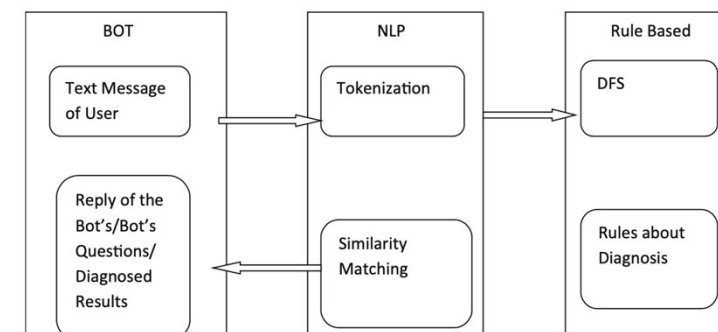 BOT
Text Message
of User
Reply of the
Bot's/Bot's
Questions/
Diagnosed
Results
NLP
Tokenization
Similarity
Matching
Rule Based
DFS
Rules about
Diagnosis